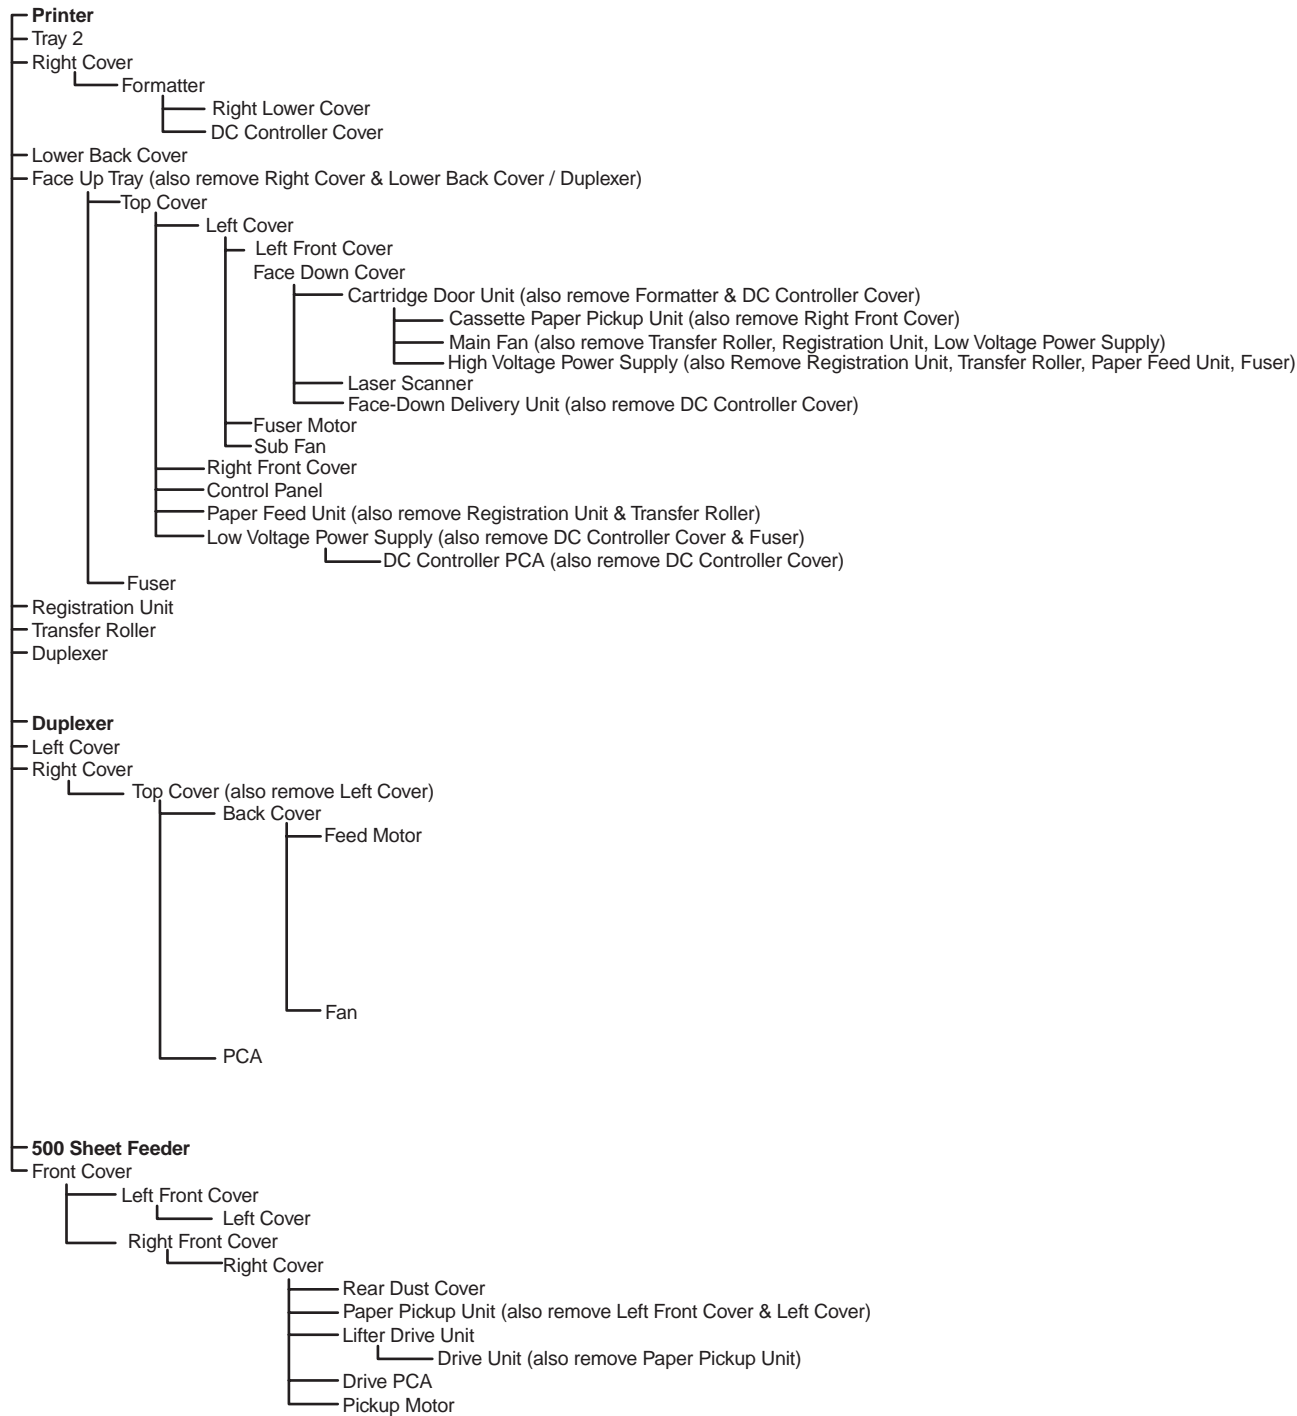 Printer
Tray 2
Right Cover
Formatter
Right Lower Cover
DC Controller Cover
Lower Back Cover
Face Up Tray (also remove Right Cover & Lower Back Cover / Duplexer)
Top Cover
Left Cover
Left Front Cover
Face Down Cover
Cartridge Door Unit (also remove Formatter & DC Controller Cover)
Cassette Paper Pickup Unit (also remove Right Front Cover)
Main Fan (also remove Transfer Roller, Registration Unit, Low Voltage Power Supply)
High Voltage Power Supply (also Remove Registration Unit, Transfer Roller, Paper Feed Unit, Fuser)
Laser Scanner
Face-Down Delivery Unit (also remove DC Controller Cover)
Fuser Motor
Sub Fan
Right Front Cover
Control Panel
Paper Feed Unit (also remove Registration Unit & Transfer Roller)
Low Voltage Power Supply (also remove DC Controller Cover & Fuser)
DC Controller PCA (also remove DC Controller Cover)
Fuser
Registration Unit
Transfer Roller
Duplexer
Duplexer
Left Cover
Right Cover
Top Cover (also remove Left Cover)
Back Cover
Feed Motor
Fan
PCA
500 Sheet Feeder
Front Cover
Left Front Cover
Left Cover
Right Front Cover
Right Cover
Rear Dust Cover
Paper Pickup Unit (also remove Left Front Cover & Left Cover)
Lifter Drive Unit
Drive Unit (also remove Paper Pickup Unit)
Drive PCA
Pickup Motor